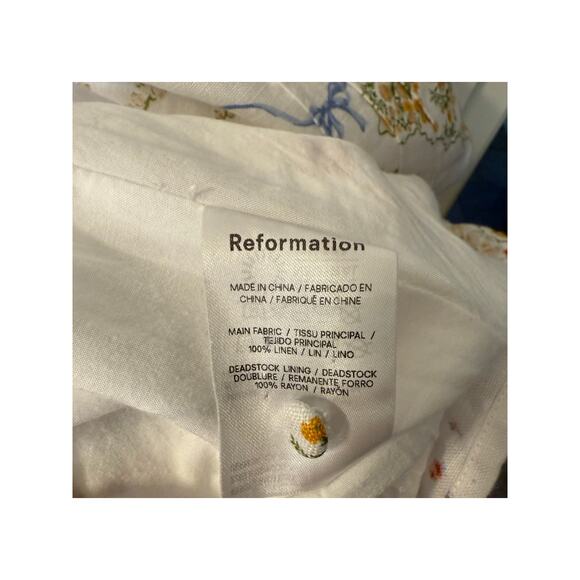 Reformation
MADE IN CHINA / FABRICADO EN
CHINA / FABRIQUÉ EN CHINE
MAIN FABRIC / TISSU PRINCIPAL /
TEJIDO PRINCIPAL
100% LINEN / LIN / LINO
DEADSTOCK LINING / DEADSTOCK
DOUBLURE / REMANENTE FORRO
100% RAYON / RAYÓN